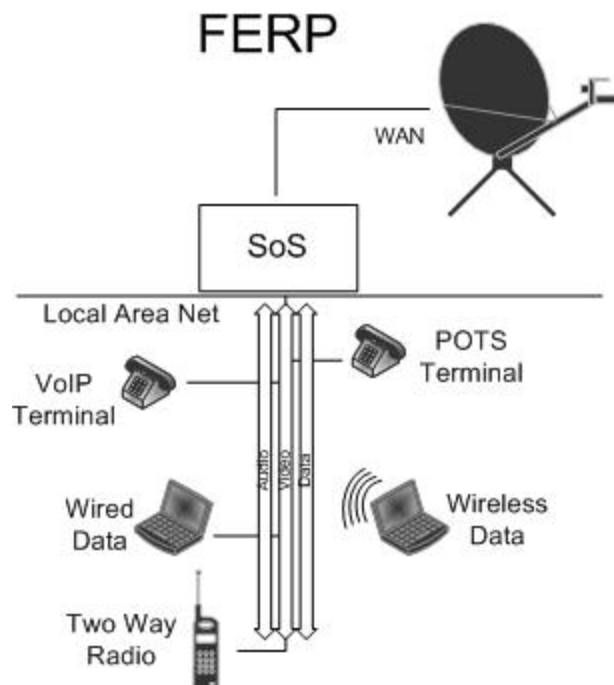 FERP
WAN
SoS
Local Area Net
POTS
Terminal
VoIP
Terminal
Audio
Video
Data
Wired
Data
Wireless
Data
Two Way
Radio